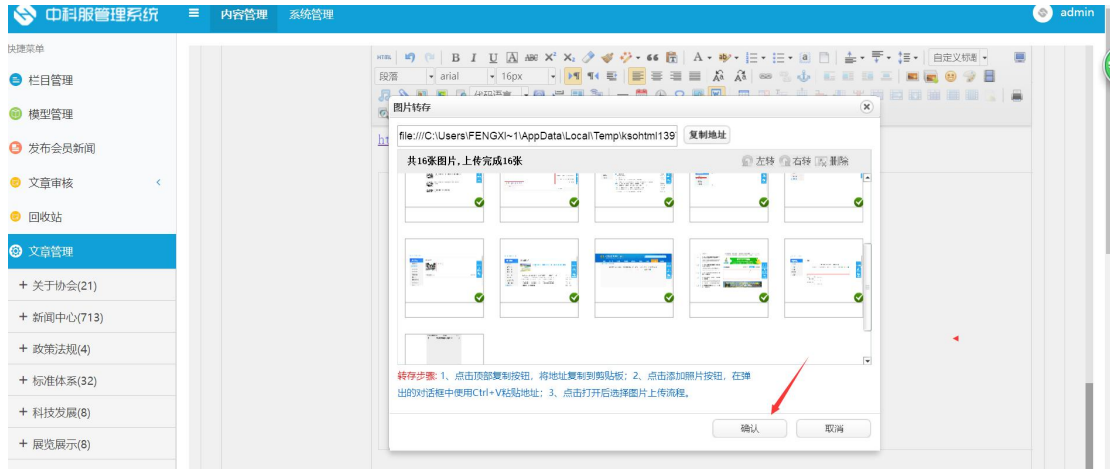 中科服管理系统
内容管理 系统管理
admin
快捷菜单
栏目管理
模型管理
发布会员新闻
文章审核
回收站
文章管理
+ 关于协会(21)
+ 新闻中心(713)
+ 政策法规(4)
+ 标准体系(32)
+ 科技发展(8)
+ 展览展示(8)
HTML B I U A ABC X² X₂ A
自定义标题
段落 arial 16px
代码语言
图片转存
file:///C:\Users\FENGXI~1\AppData\Local\Temp\ksohtml139
复制地址
共16张图片,上传完成16张
左转 右转 删除
转存步骤: 1、点击顶部复制按钮，将地址复制到剪贴板；2、点击添加照片按钮，在弹
出的对话框中使用Ctrl+V粘贴地址；3、点击打开后选择图片上传流程。
确认 取消